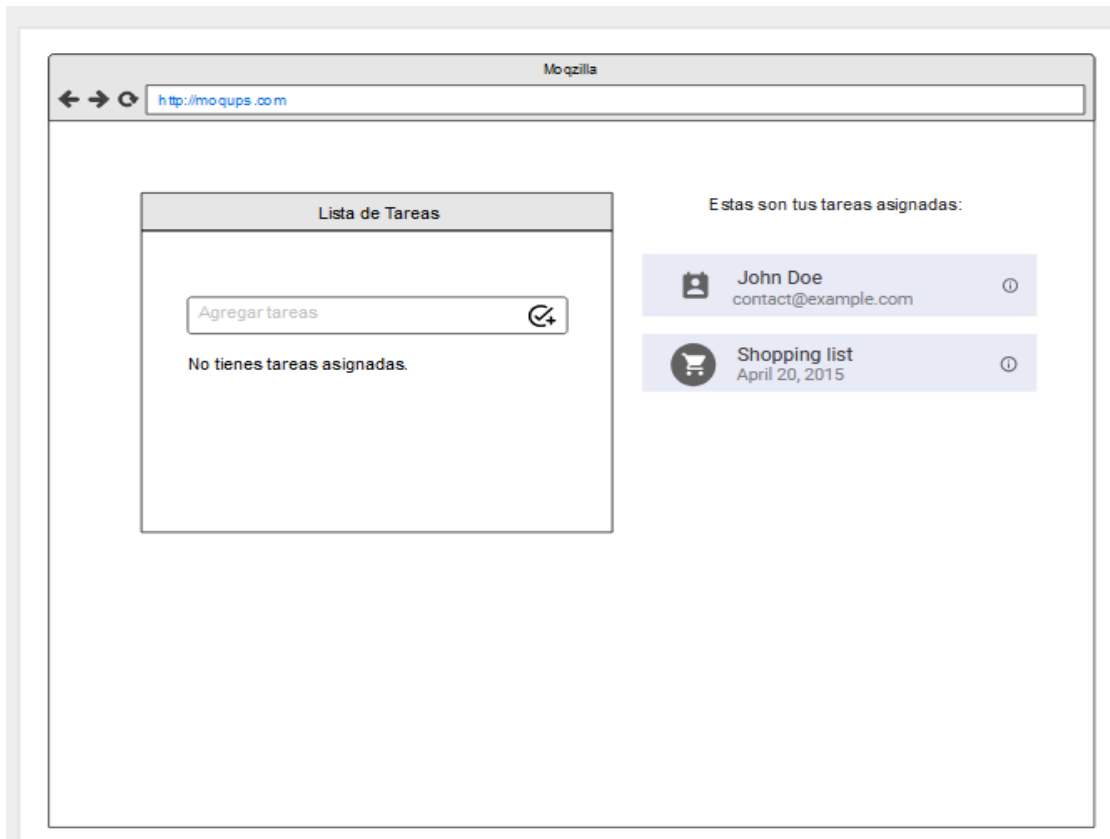 Moqzilla
http://moqups.com
Lista de Tareas
Agregar tareas
No tienes tareas asignadas.
Estas son tus tareas asignadas:
John Doe
contact@example.com
Shopping list
April 20, 2015